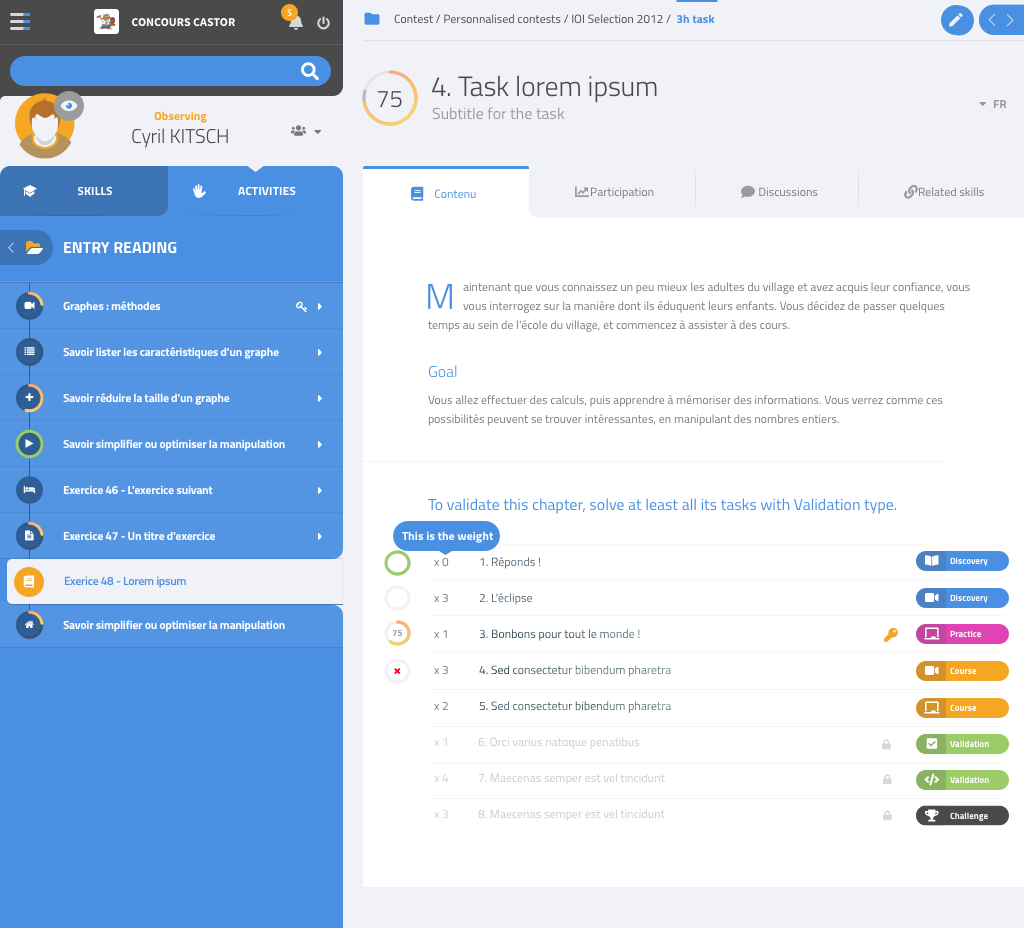 CONCOURS CASTOR
5
Observing
Cyril KITSCH
SKILLS
ACTIVITIES
ENTRY READING
Graphes : méthodes
Savoir lister les caractéristiques d'un graphe
Savoir réduire la taille d'un graphe
Savoir simplifier ou optimiser la manipulation
Exercice 46 - L'exercice suivant
Exercice 47 - Un titre d'exercice
Exerice 48 - Lorem ipsum
Savoir simplifier ou optimiser la manipulation
Contest / Personnalised contests / IOI Selection 2012 / 3h task
75
4. Task lorem ipsum
Subtitle for the task
FR
Contenu
Participation
Discussions
Related skills
Maintenant que vous connaissez un peu mieux les adultes du village et avez acquis leur confiance, vous
vous interrogez sur la manière dont ils éduquent leurs enfants. Vous décidez de passer quelques
temps au sein de l'école du village, et commencez à assister à des cours.
Goal
Vous allez effectuer des calculs, puis apprendre à mémoriser des informations. Vous verrez comme ces
possibilités peuvent se trouver intéressantes, en manipulant des nombres entiers.
To validate this chapter, solve at least all its tasks with Validation type.
This is the weight
x 0 1. Réponds ! Discovery
x 3 2. L'éclipse Discovery
75 x 1 3. Bonbons pour tout le monde ! Practice
x 3 4. Sed consectetur bibendum pharetra Course
x 2 5. Sed consectetur bibendum pharetra Course
x 1 6. Orci varius natoque penatibus Validation
x 4 7. Maecenas semper est vel tincidunt Validation
x 3 8. Maecenas semper est vel tincidunt Challenge